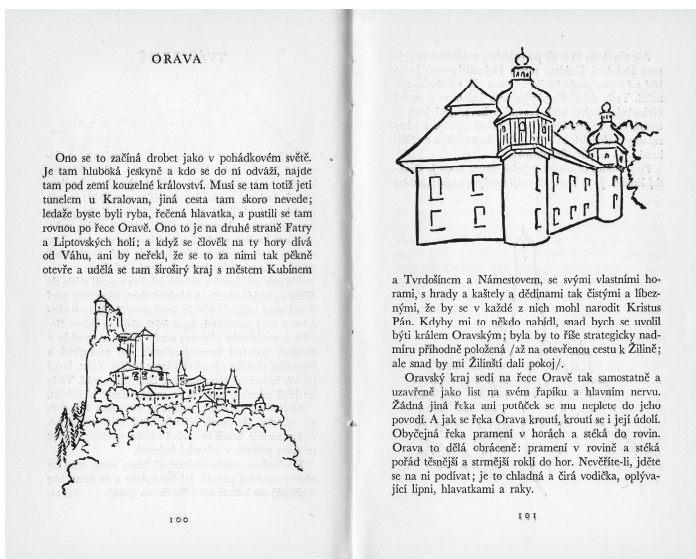 ORAVA
Ono se to začíná drobet jako v pohádkovém světě.
Je tam hluboká jeskyně a kdo se do ní odváží, najde
tam pod zemí kouzelné království. Musí se tam totiž jeti
tunelem u Kralovan, jiná cesta tam skoro nevede;
ledaže byste byli ryba, řečená hlavatka, a pustili se tam
rovnou po řece Oravě. Ono to je na druhé straně Fatry
a Liptovských holí; a když se člověk na ty hory dívá
od Váhu, ani by neřekl, že se to za nimi tak pěkně
otevře a udělá se tam široširý kraj s městem Kubínem
100
a Tvrdošínem a Námestovem, se svými vlastními ho-
rami, s hrady a kaštely a dědinami tak čistými a líbez-
nými, že by se v každé z nich mohl narodit Kristus
Pán. Kdyby mi to někdo nabídl, snad bych se uvolil
býti králem Oravským; byla by to říše strategicky nad-
míru příhodně položená /až na otevřenou cestu k Žilině;
ale snad by mi Žilinští dali pokoj/.
Oravský kraj sedí na řece Oravě tak samostatně a
uzavřeně jako list na svém řapíku a hlavním nervu.
Žádná jiná řeka ani potůček se mu neplete do jeho
povodí. A jak se řeka Orava kroutí, kroutí se i její údolí.
Obyčejná řeka pramení v horách a stéká do rovin.
Orava to dělá obráceně: pramení v rovině a stéká
pořád těsnější a strmější roklí do hor. Nevěříte-li, jděte
se na ni podívat; je to chladná a čirá vodička, oplýva-
jící lipni, hlavatkami a raky.
101